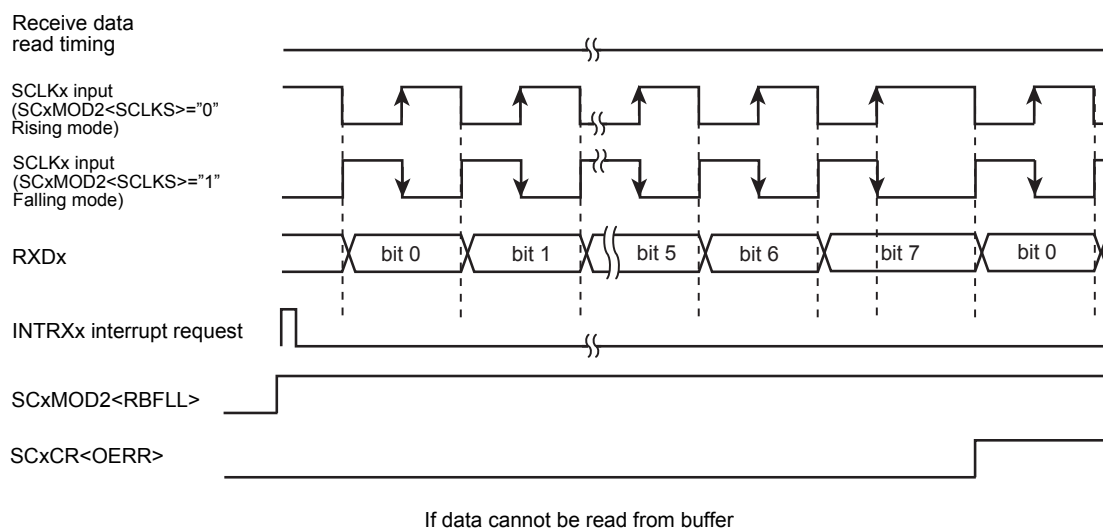 Receive data
read timing
SCLKx input
(SCxMOD2<SCLKS>="0"
Rising mode)
SCLKx input
(SCxMOD2<SCLKS>="1"
Falling mode)
RXDx
bit 0
bit 1
bit 5
bit 6
bit 7
bit 0
INTRXx interrupt request
SCxMOD2<RBFLL>
SCxCR<OERR>
If data cannot be read from buffer